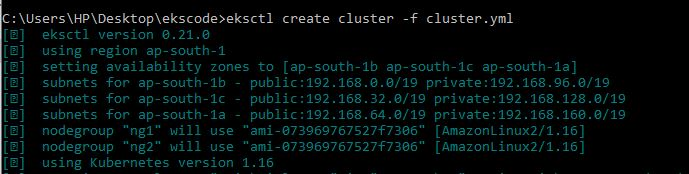 C:\Users\HP\Desktop\ekscode>eksctl create cluster -f cluster.yml
[?]  eksctl version 0.21.0
[?]  using region ap-south-1
[?]  setting availability zones to [ap-south-1b ap-south-1c ap-south-1a]
[?]  subnets for ap-south-1b - public:192.168.0.0/19 private:192.168.96.0/19
[?]  subnets for ap-south-1c - public:192.168.32.0/19 private:192.168.128.0/19
[?]  subnets for ap-south-1a - public:192.168.64.0/19 private:192.168.160.0/19
[?]  nodegroup "ng1" will use "ami-073969767527f7306" [AmazonLinux2/1.16]
[?]  nodegroup "ng2" will use "ami-073969767527f7306" [AmazonLinux2/1.16]
[?]  using Kubernetes version 1.16